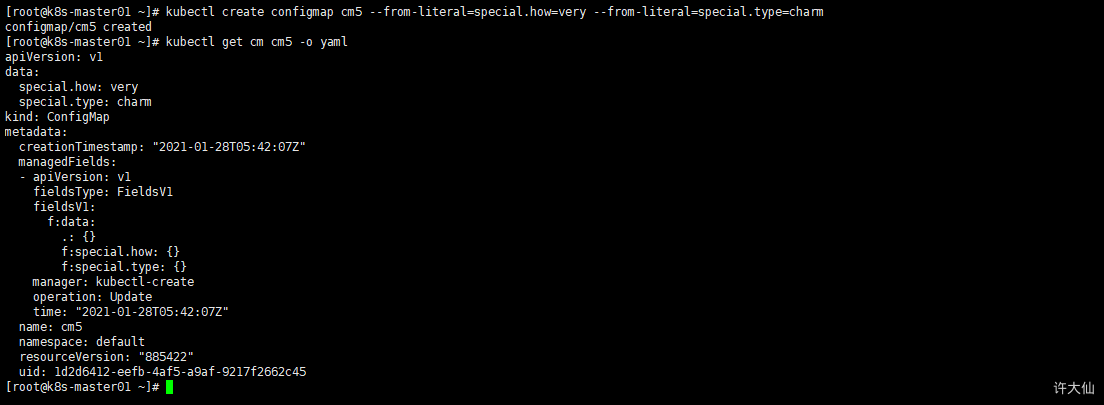 [root@k8s-master01 ~]# kubectl create configmap cm5 --from-literal=special.how=very --from-literal=special.type=charm
configmap/cm5 created
[root@k8s-master01 ~]# kubectl get cm cm5 -o yaml
apiVersion: v1
data:
  special.how: very
  special.type: charm
kind: ConfigMap
metadata:
  creationTimestamp: "2021-01-28T05:42:07Z"
  managedFields:
  - apiVersion: v1
    fieldsType: FieldsV1
    fieldsV1:
      f:data:
        .: {}
        f:special.how: {}
        f:special.type: {}
    manager: kubectl-create
    operation: Update
    time: "2021-01-28T05:42:07Z"
  name: cm5
  namespace: default
  resourceVersion: "885422"
  uid: 1d2d6412-eefb-4af5-a9af-9217f2662c45
[root@k8s-master01 ~]#
许大仙